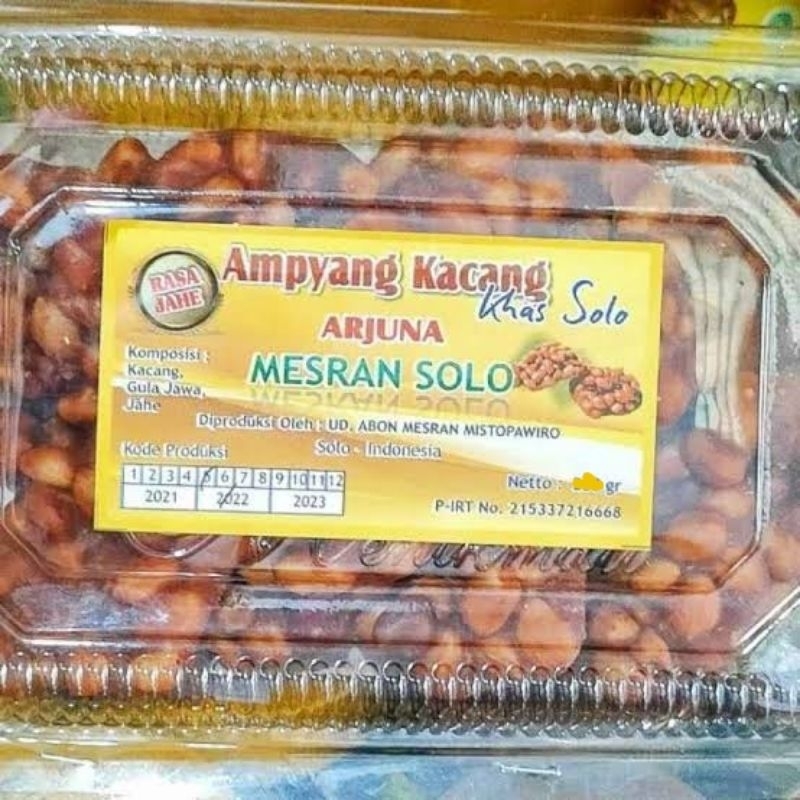 RASA
JAHE
Ampyang Kacang
Khas Solo
ARJUNA
MESRAN SOLO
Komposisi :
Kacang,
Gula Jawa,
Jahe
Diproduksi Oleh : UD. ABON MESRAN MISTOPAWIRO
Solo - Indonesia
Kode Produksi
1 2 3 4 5 6 7 8 9 10 11 12
2021 2022 2023
Netto : gr
P-IRT No. 215337216668